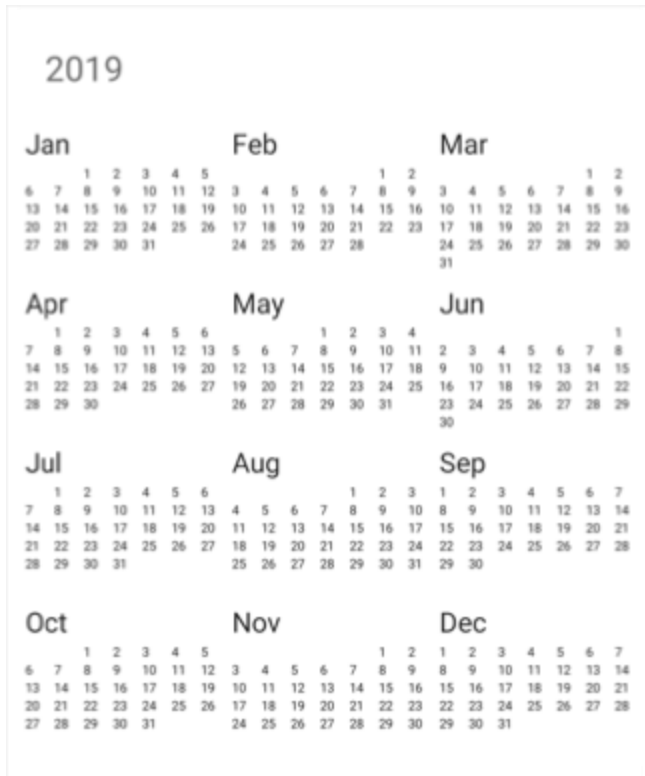 2019
Jan Feb Mar
1 2 3 4 5 1 2 1 2
6 7 8 9 10 11 12 3 4 5 6 7 8 9 3 4 5 6 7 8 9
13 14 15 16 17 18 19 10 11 12 13 14 15 16 10 11 12 13 14 15 16
20 21 22 23 24 25 26 17 18 19 20 21 22 23 17 18 19 20 21 22 23
27 28 29 30 31 24 25 26 27 28 24 25 26 27 28 29 30
31
Apr May Jun
1 2 3 4 5 6 1 2 3 4 1
7 8 9 10 11 12 13 5 6 7 8 9 10 11 2 3 4 5 6 7 8
14 15 16 17 18 19 20 12 13 14 15 16 17 18 9 10 11 12 13 14 15
21 22 23 24 25 26 27 19 20 21 22 23 24 25 16 17 18 19 20 21 22
28 29 30 26 27 28 29 30 31 23 24 25 26 27 28 29
30
Jul Aug Sep
1 2 3 4 5 6 1 2 3 1 2 3 4 5 6 7
7 8 9 10 11 12 13 4 5 6 7 8 9 10 8 9 10 11 12 13 14
14 15 16 17 18 19 20 11 12 13 14 15 16 17 15 16 17 18 19 20 21
21 22 23 24 25 26 27 18 19 20 21 22 23 24 22 23 24 25 26 27 28
28 29 30 31 25 26 27 28 29 30 31 29 30
Oct Nov Dec
1 2 3 4 5 1 2 1 2 3 4 5 6 7
6 7 8 9 10 11 12 3 4 5 6 7 8 9 8 9 10 11 12 13 14
13 14 15 16 17 18 19 10 11 12 13 14 15 16 15 16 17 18 19 20 21
20 21 22 23 24 25 26 17 18 19 20 21 22 23 22 23 24 25 26 27 28
27 28 29 30 31 24 25 26 27 28 29 30 29 30 31